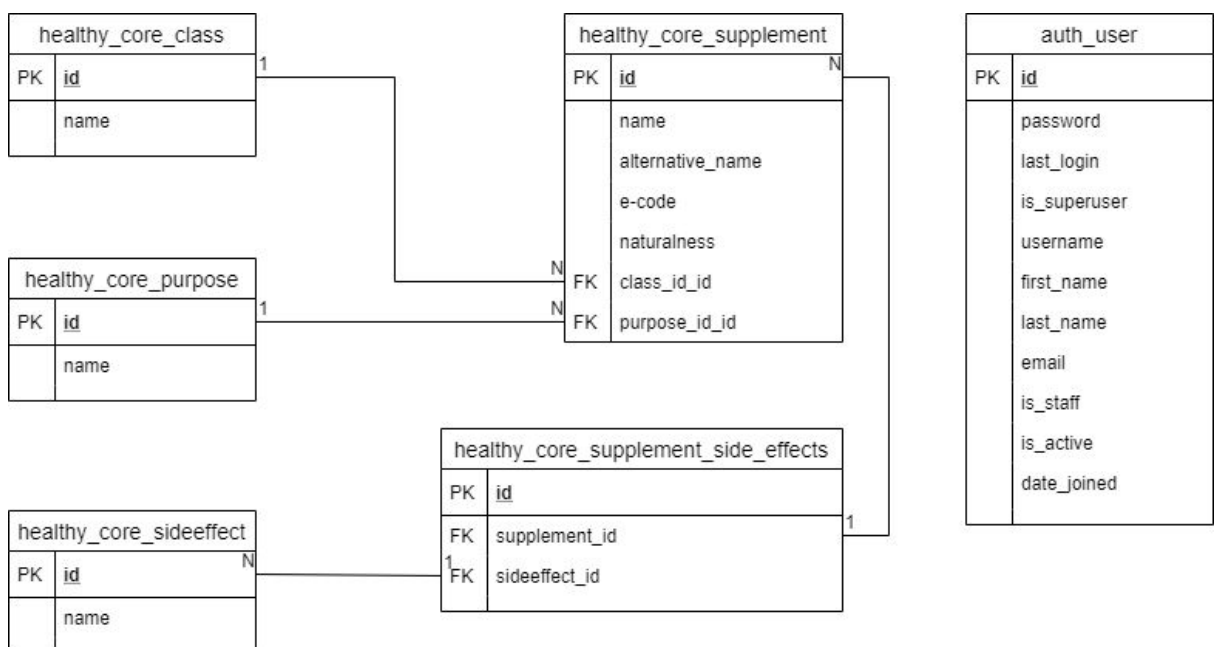 healthy_core_class
PK id
name
1
healthy_core_purpose
PK id
name
1
healthy_core_sideeffect
PK id
name
N
healthy_core_supplement
PK id
name
alternative_name
e-code
naturalness
FK class_id_id
FK purpose_id_id
N
N
N
healthy_core_supplement_side_effects
PK id
FK supplement_id
FK sideeffect_id
1
1
auth_user
PK id
password
last_login
is_superuser
username
first_name
last_name
email
is_staff
is_active
date_joined